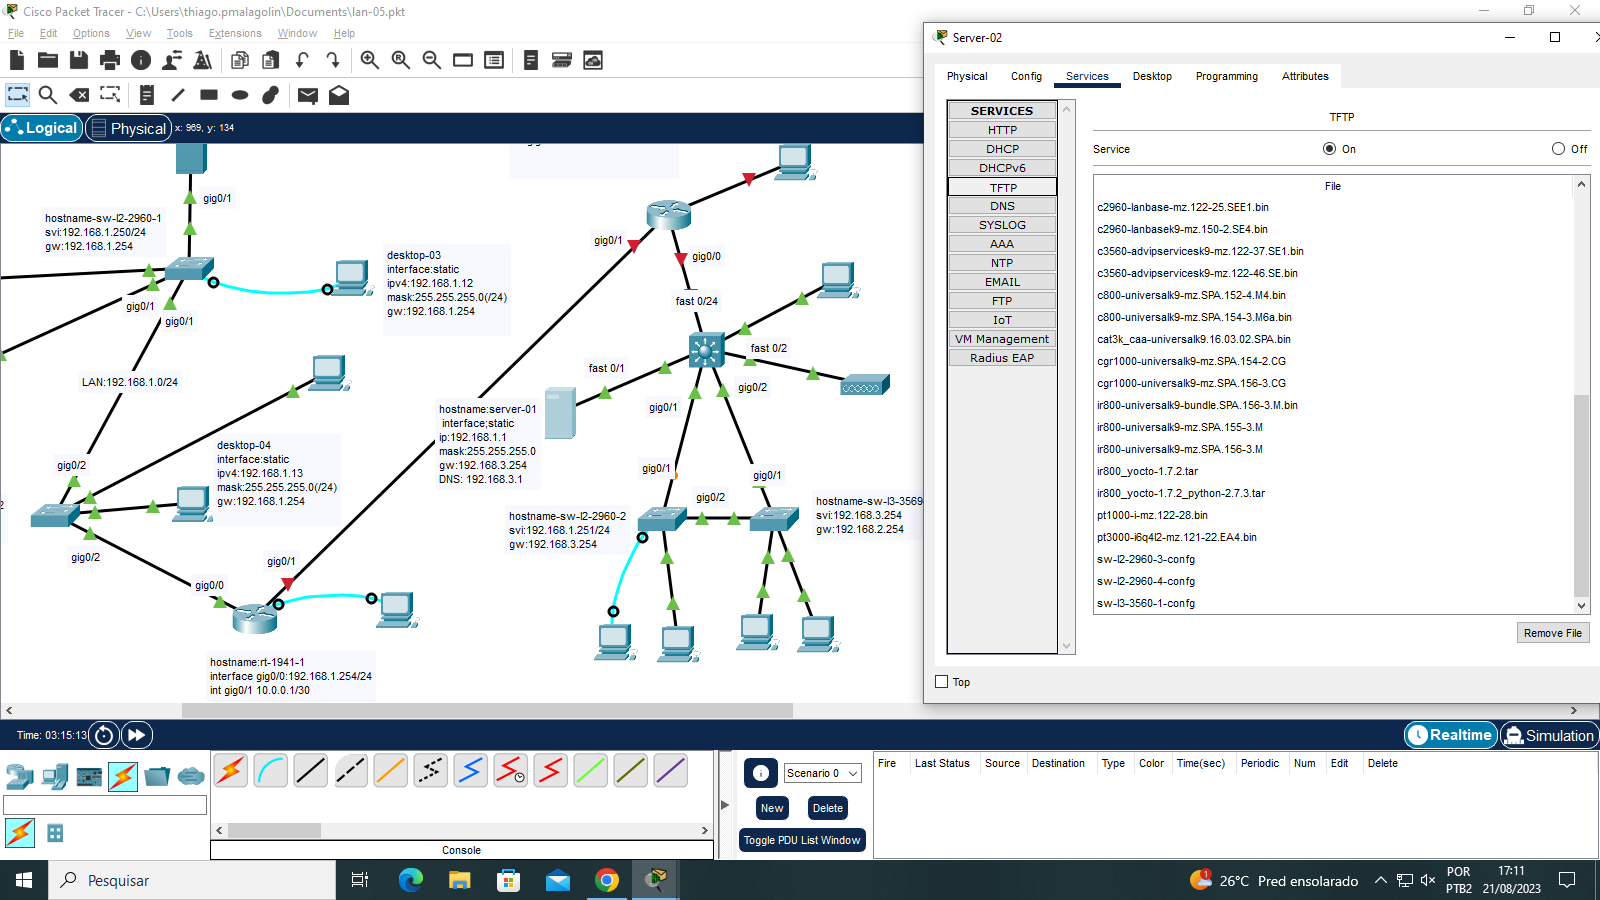 Cisco Packet Tracer - C:\Users\thiago.pmalagolin\Documents\lan-05.pkt
File Edit Options View Tools Extensions Window Help
Logical Physical x: 969, y: 134
gig0/1
hostname-sw-l2-2960-1
svi:192.168.1.250/24
gw:192.168.1.254
gig0/1
gig0/1
desktop-03
interface:static
ipv4:192.168.1.12
mask:255.255.255.0(/24)
gw:192.168.1.254
LAN:192.168.1.0/24
gig0/1
gig0/0
fast 0/24
fast 0/2
fast 0/1
gig0/2
gig0/1
hostname:server-01
interface;static
ip:192.168.1.1
mask:255.255.255.0
gw:192.168.3.254
DNS: 192.168.3.1
desktop-04
interface:static
ipv4:192.168.1.13
mask:255.255.255.0(/24)
gw:192.168.1.254
gig0/2
gig0/1
gig0/1
gig0/2
hostname-sw-l3-3569
svi:192.168.3.254
gw:192.168.2.254
hostname-sw-l2-2960-2
svi:192.168.1.251/24
gw:192.168.3.254
2
gig0/2
gig0/1
gig0/0
hostname:rt-1941-1
interface gig0/0:192.168.1.254/24
int gig0/1 10.0.0.1/30
Server-02
Physical Config Services Desktop Programming Attributes
SERVICES
HTTP
DHCP
DHCPv6
TFTP
DNS
SYSLOG
AAA
NTP
EMAIL
FTP
IoT
VM Management
Radius EAP
TFTP
Service On Off
File
c2960-lanbase-mz.122-25.SEE1.bin
c2960-lanbasek9-mz.150-2.SE4.bin
c3560-advipservicesk9-mz.122-37.SE1.bin
c3560-advipservicesk9-mz.122-46.SE.bin
c800-universalk9-mz.SPA.152-4.M4.bin
c800-universalk9-mz.SPA.154-3.M6a.bin
cat3k_caa-universalk9.16.03.02.SPA.bin
cgr1000-universalk9-mz.SPA.154-2.CG
cgr1000-universalk9-mz.SPA.156-3.CG
ir800-universalk9-bundle.SPA.156-3.M.bin
ir800-universalk9-mz.SPA.155-3.M
ir800-universalk9-mz.SPA.156-3.M
ir800_yocto-1.7.2.tar
ir800_yocto-1.7.2_python-2.7.3.tar
pt1000-i-mz.122-28.bin
pt3000-i6q4l2-mz.121-22.EA4.bin
sw-l2-2960-3-confg
sw-l2-2960-4-confg
sw-l3-3560-1-confg
Remove File
Top
Time: 03:15:13
Realtime Simulation
Scenario 0
New Delete
Toggle PDU List Window
Fire Last Status Source Destination Type Color Time(sec) Periodic Num Edit Delete
Console
Pesquisar
1
26°C Pred ensolarado
POR
PTB2
17:11
21/08/2023